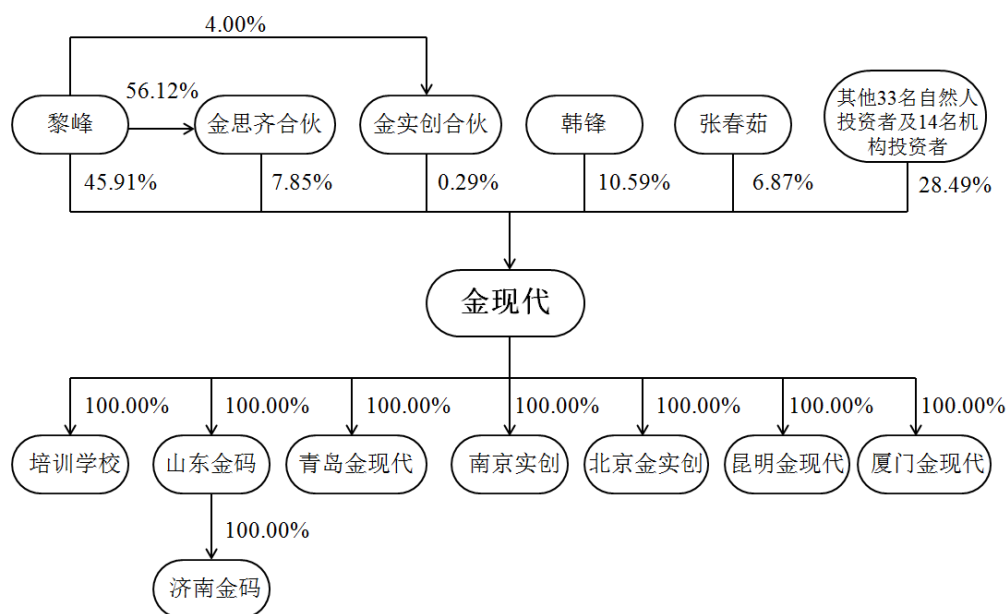 4.00%
56.12%
黎峰
金思齐合伙
金实创合伙
韩锋
张春茹
其他33名自然人
投资者及14名机
构投资者
45.91%
7.85%
0.29%
10.59%
6.87%
28.49%
金现代
100.00%
100.00%
100.00%
100.00%
100.00%
100.00%
100.00%
培训学校
山东金码
青岛金现代
南京实创
北京金实创
昆明金现代
厦门金现代
100.00%
济南金码